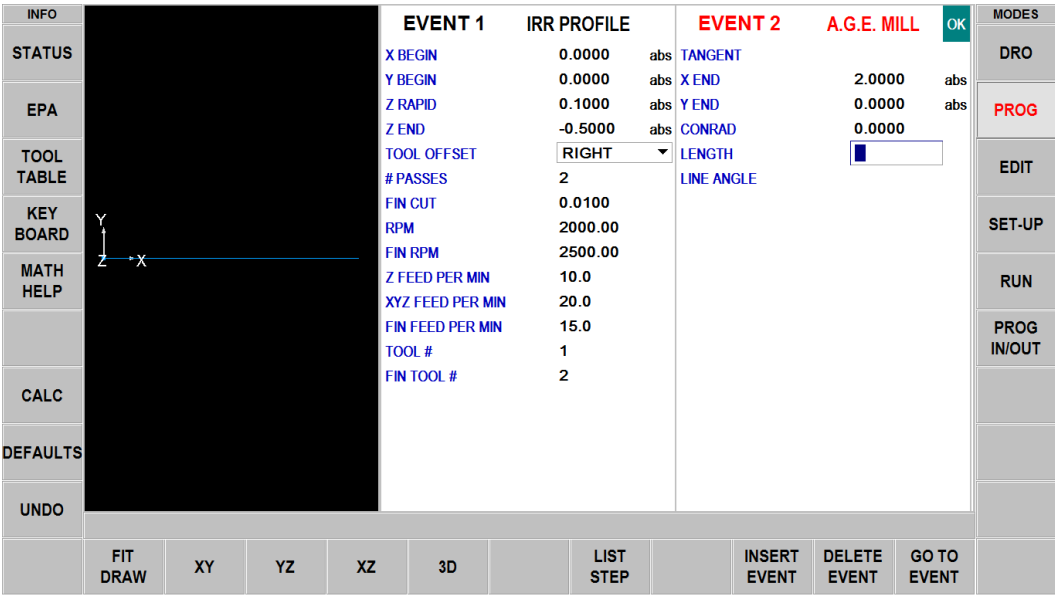 INFO
STATUS
EPA
TOOL
TABLE
KEY
BOARD
MATH
HELP
CALC
DEFAULTS
UNDO
Y
Z
X
EVENT 1 IRR PROFILE
X BEGIN 0.0000 abs
Y BEGIN 0.0000 abs
Z RAPID 0.1000 abs
Z END -0.5000 abs
TOOL OFFSET RIGHT
# PASSES 2
FIN CUT 0.0100
RPM 2000.00
FIN RPM 2500.00
Z FEED PER MIN 10.0
XYZ FEED PER MIN 20.0
FIN FEED PER MIN 15.0
TOOL # 1
FIN TOOL # 2
EVENT 2 A.G.E. MILL OK
TANGENT
X END 2.0000 abs
Y END 0.0000 abs
CONRAD 0.0000
LENGTH
LINE ANGLE
MODES
DRO
PROG
EDIT
SET-UP
RUN
PROG
IN/OUT
FIT
DRAW
XY
YZ
XZ
3D
LIST
STEP
INSERT
EVENT
DELETE
EVENT
GO TO
EVENT